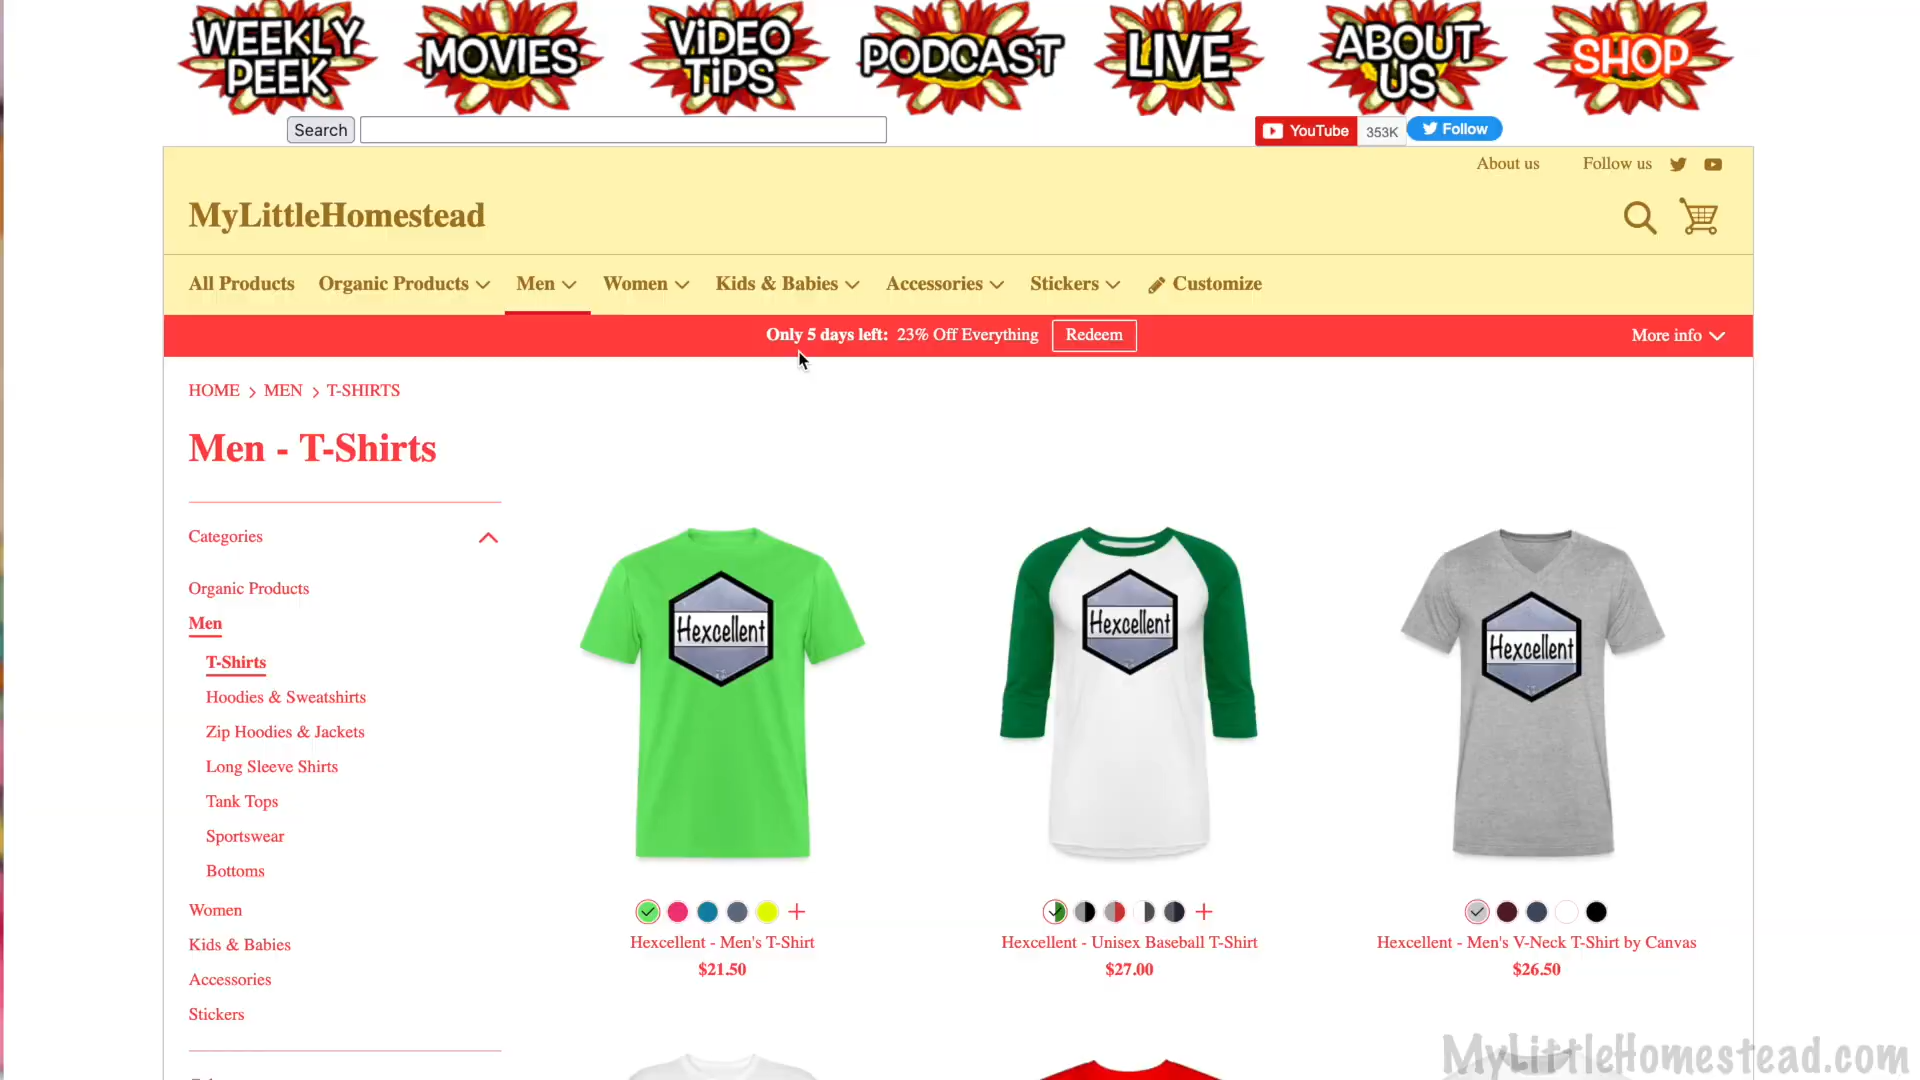 WEEKLY PEEK
MOVIES
ViDEO TiPS
PODCAST
LIVE
ABOUT US
SHOP
Search
YouTube 353K Follow
About us Follow us
MyLittleHomestead
All Products Organic Products Men Women Kids & Babies Accessories Stickers Customize
Only 5 days left: 23% Off Everything Redeem More info
HOME > MEN > T-SHIRTS
Men - T-Shirts
Categories
Organic Products
Men
T-Shirts
Hoodies & Sweatshirts
Zip Hoodies & Jackets
Long Sleeve Shirts
Tank Tops
Sportswear
Bottoms
Women
Kids & Babies
Accessories
Stickers
Hexcellent
Hexcellent - Men's T-Shirt
$21.50
Hexcellent
Hexcellent - Unisex Baseball T-Shirt
$27.00
Hexcellent
Hexcellent - Men's V-Neck T-Shirt by Canvas
$26.50
MyLittleHomestead.com